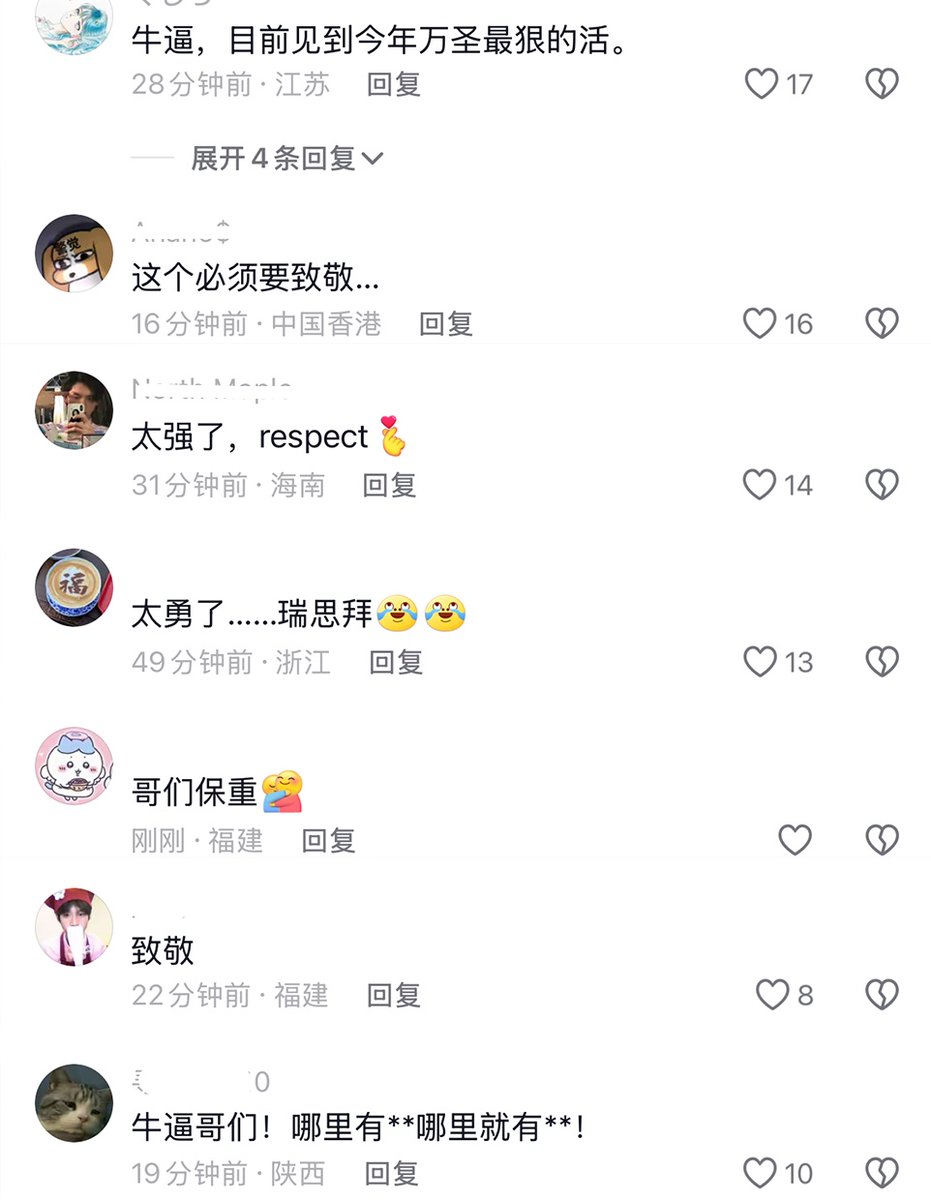 牛逼，目前见到今年万圣最狠的活。
28分钟前·江苏 回复 17
展开4条回复
警觉
这个必须要致敬...
16分钟前·中国香港 回复 16
太强了，respect
31分钟前·海南 回复 14
福
太勇了......瑞思拜
49分钟前·浙江 回复 13
哥们保重
刚刚·福建 回复
致敬
22分钟前·福建 回复 8
牛逼哥们！哪里有**哪里就有**！
19分钟前·陕西 回复 10